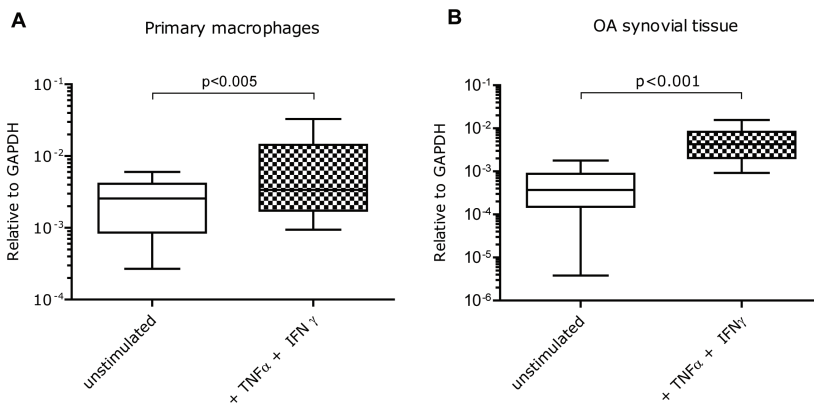 A
Primary macrophages
p<0.005
Relative to GAPDH
10⁻¹
10⁻²
10⁻³
10⁻⁴
unstimulated
+ TNFα + IFN γ
B
OA synovial tissue
p<0.001
Relative to GAPDH
10⁻¹
10⁻²
10⁻³
10⁻⁴
10⁻⁵
10⁻⁶
unstimulated
+ TNFα + IFNγ